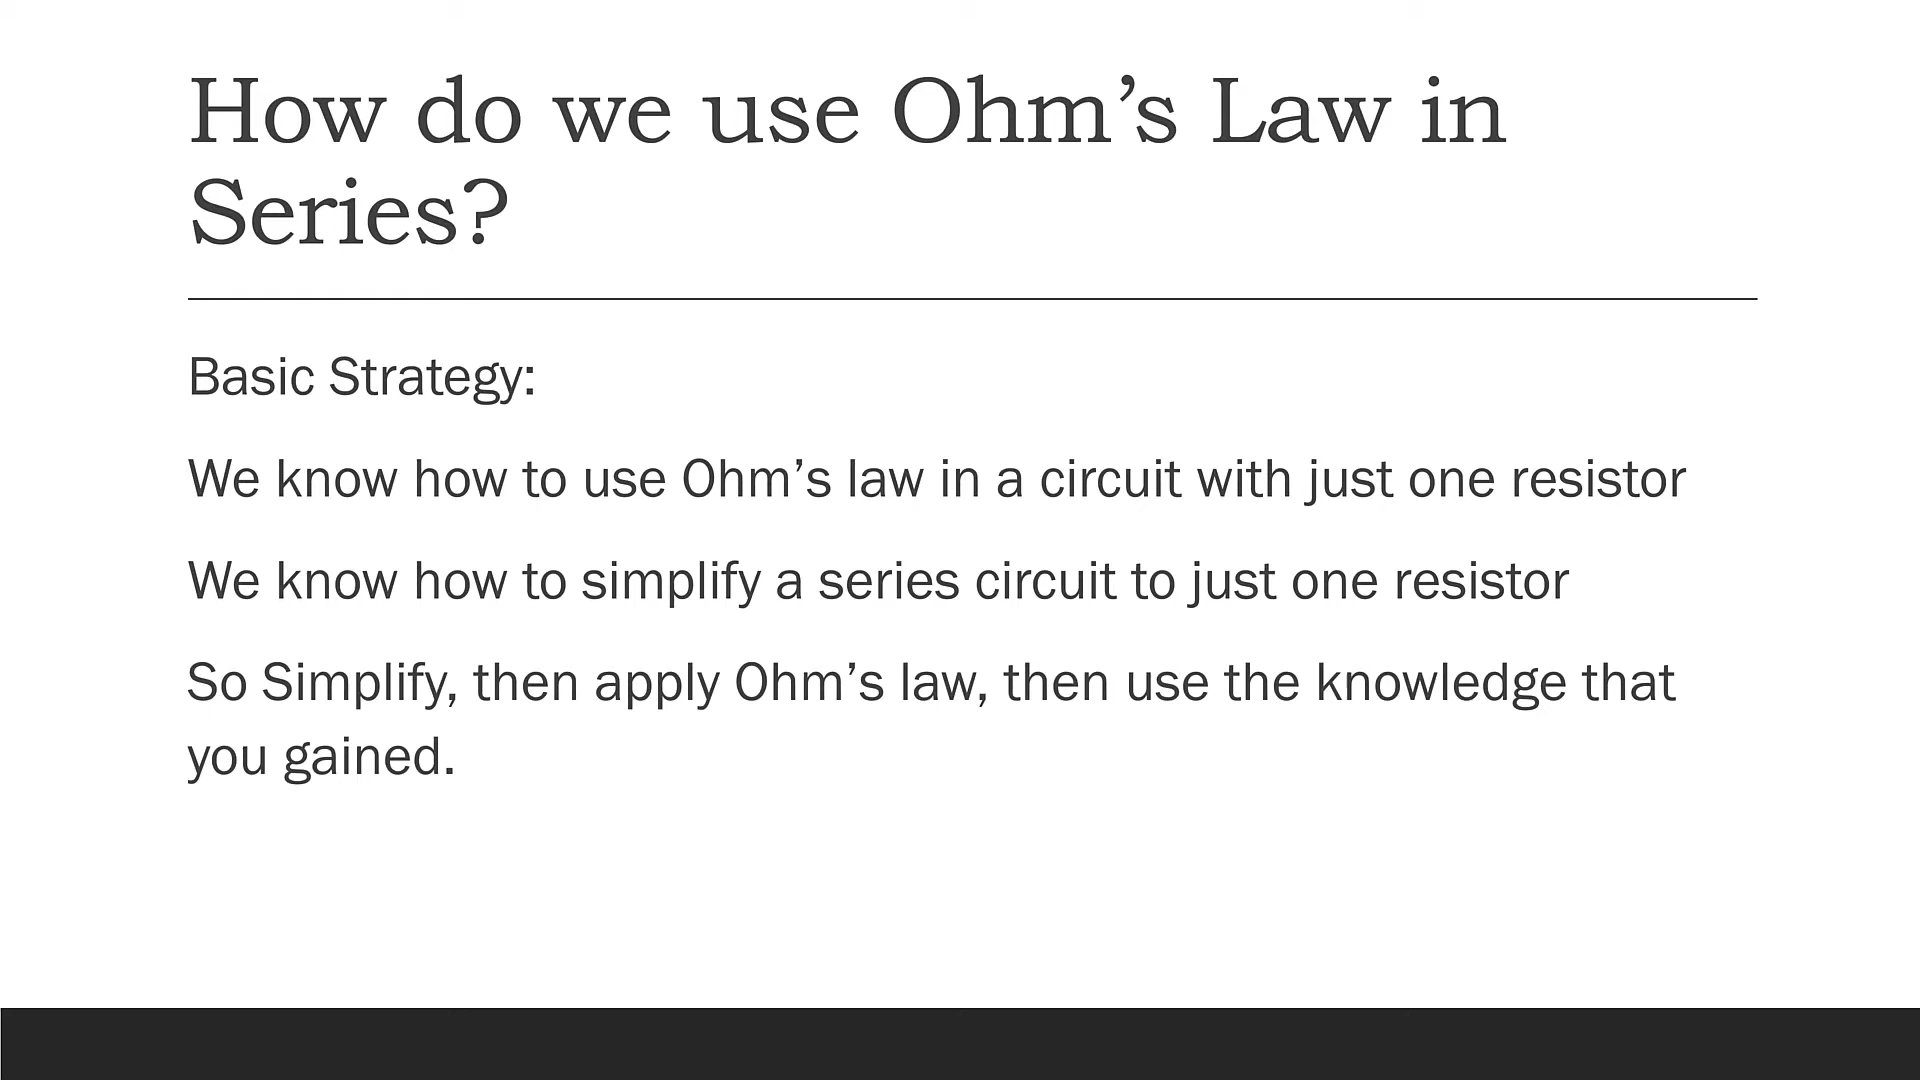 How do we use Ohm’s Law in
Series?
Basic Strategy:
We know how to use Ohm’s law in a circuit with just one resistor
We know how to simplify a series circuit to just one resistor
So Simplify, then apply Ohm’s law, then use the knowledge that
you gained.